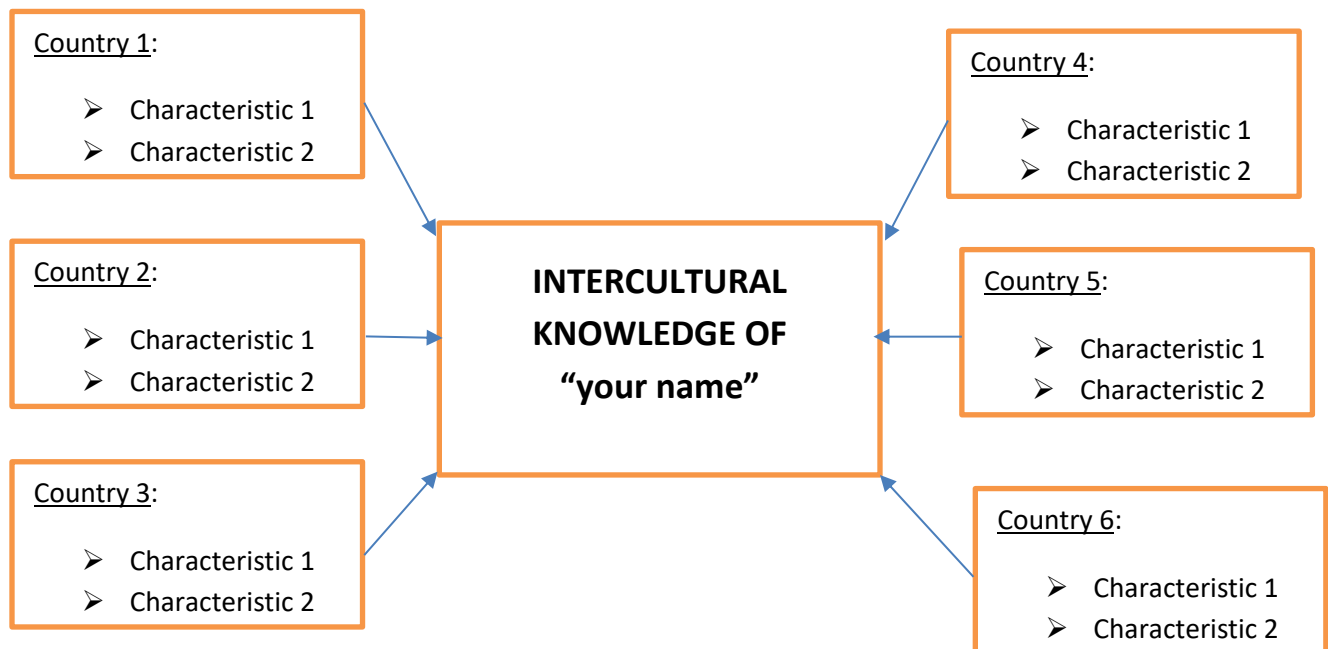 Country 1:
➢ Characteristic 1
➢ Characteristic 2
Country 2:
➢ Characteristic 1
➢ Characteristic 2
Country 3:
➢ Characteristic 1
➢ Characteristic 2
INTERCULTURAL
KNOWLEDGE OF
“your name”
Country 4:
➢ Characteristic 1
➢ Characteristic 2
Country 5:
➢ Characteristic 1
➢ Characteristic 2
Country 6:
➢ Characteristic 1
➢ Characteristic 2